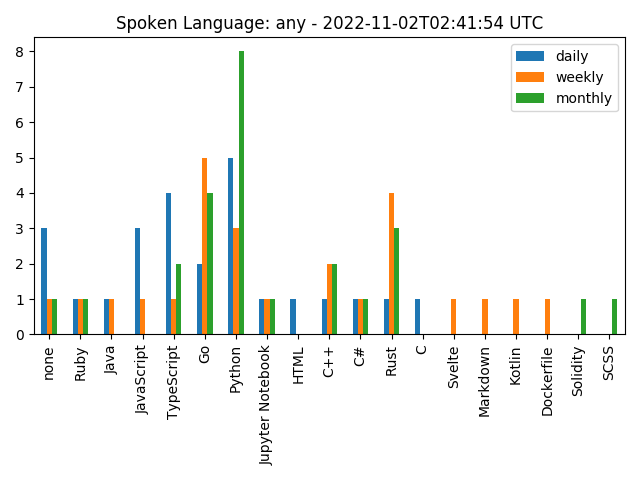 Spoken Language: any - 2022-11-02T02:41:54 UTC
daily
weekly
monthly
8
7
6
5
4
3
2
1
0
none
Ruby
Java
JavaScript
TypeScript
Go
Python
Jupyter Notebook
HTML
C++
C#
Rust
C
Svelte
Markdown
Kotlin
Dockerfile
Solidity
SCSS